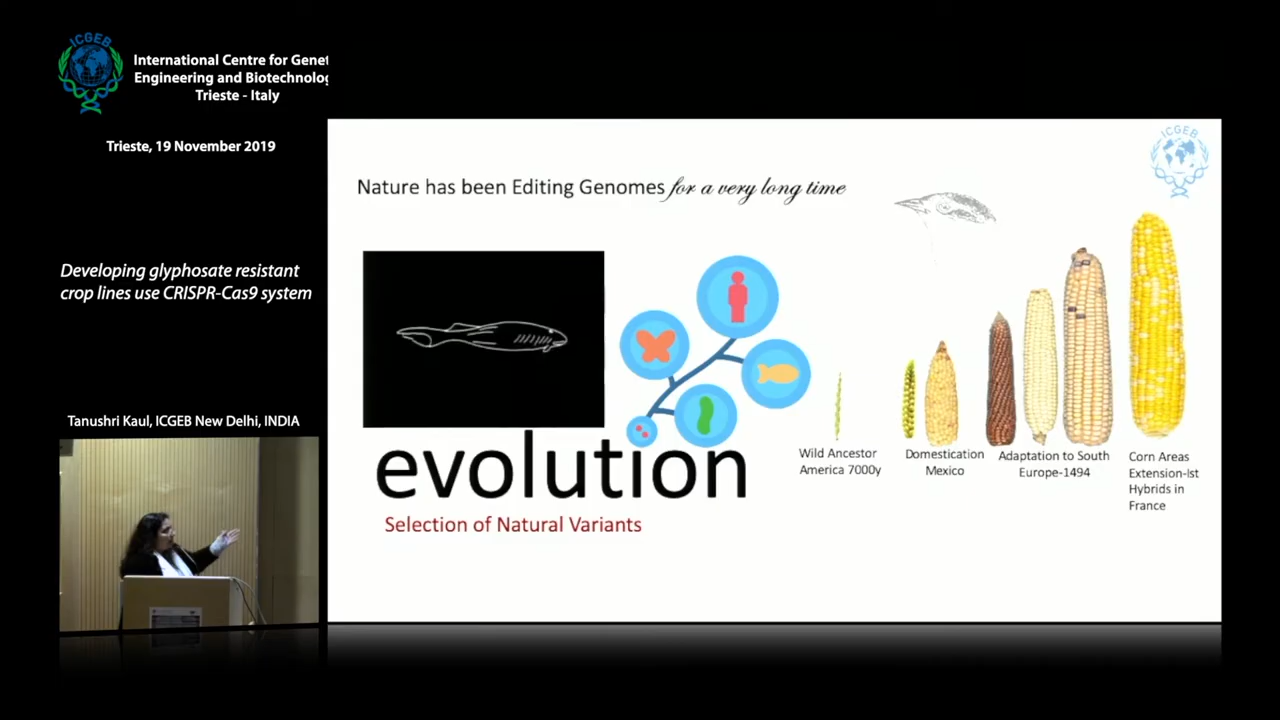 ICGEB
International Centre for Genet
Engineering and Biotechnolog
Trieste - Italy
Trieste, 19 November 2019
Developing glyphosate resistant
crop lines use CRISPR-Cas9 system
Tanushri Kaul, ICGEB New Delhi, INDIA
ICGEB
Nature has been Editing Genomes for a very long time
evolution
Selection of Natural Variants
Wild Ancestor
America 7000y
Domestication
Mexico
Adaptation to South
Europe-1494
Corn Areas
Extension-Ist
Hybrids in
France